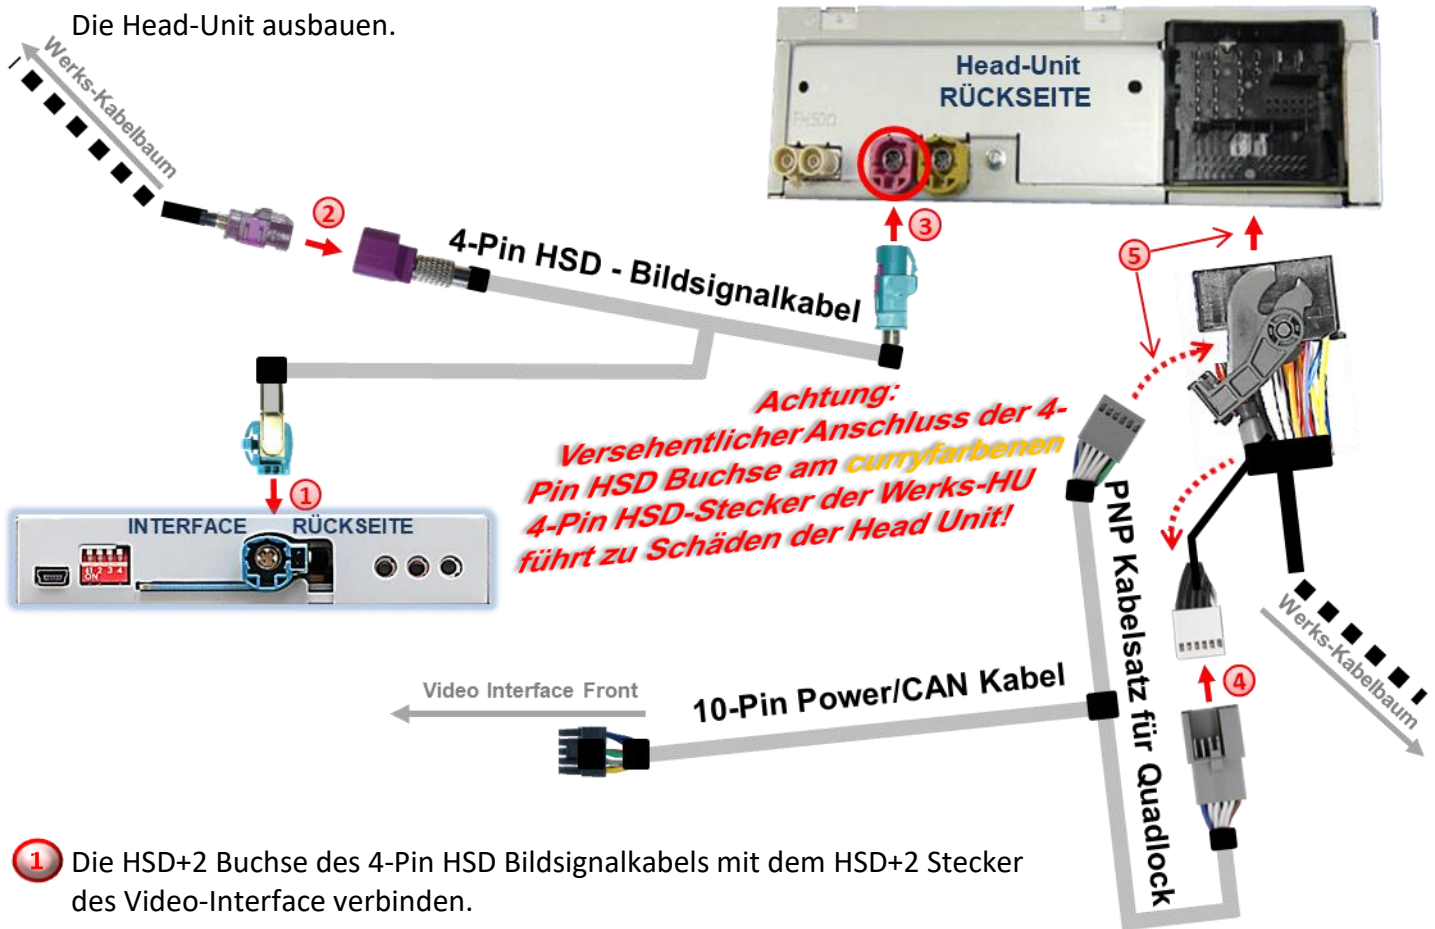 Die Head-Unit ausbauen.
Werks-Kabelbaum
Head-Unit
RÜCKSEITE
2
3
4-Pin HSD - Bildsignalkabel
5
Achtung:
Versehentlicher Anschluss der 4-
Pin HSD Buchse am curryfarbenen
4-Pin HSD-Stecker der Werks-HU
führt zu Schäden der Head Unit!
1
INTERFACE RÜCKSEITE
ON
PNP Kabelsatz für Quadlock
Werks-Kabelbaum
4
Video Interface Front
10-Pin Power/CAN Kabel
1 Die HSD+2 Buchse des 4-Pin HSD Bildsignalkabels mit dem HSD+2 Stecker
des Video-Interface verbinden.